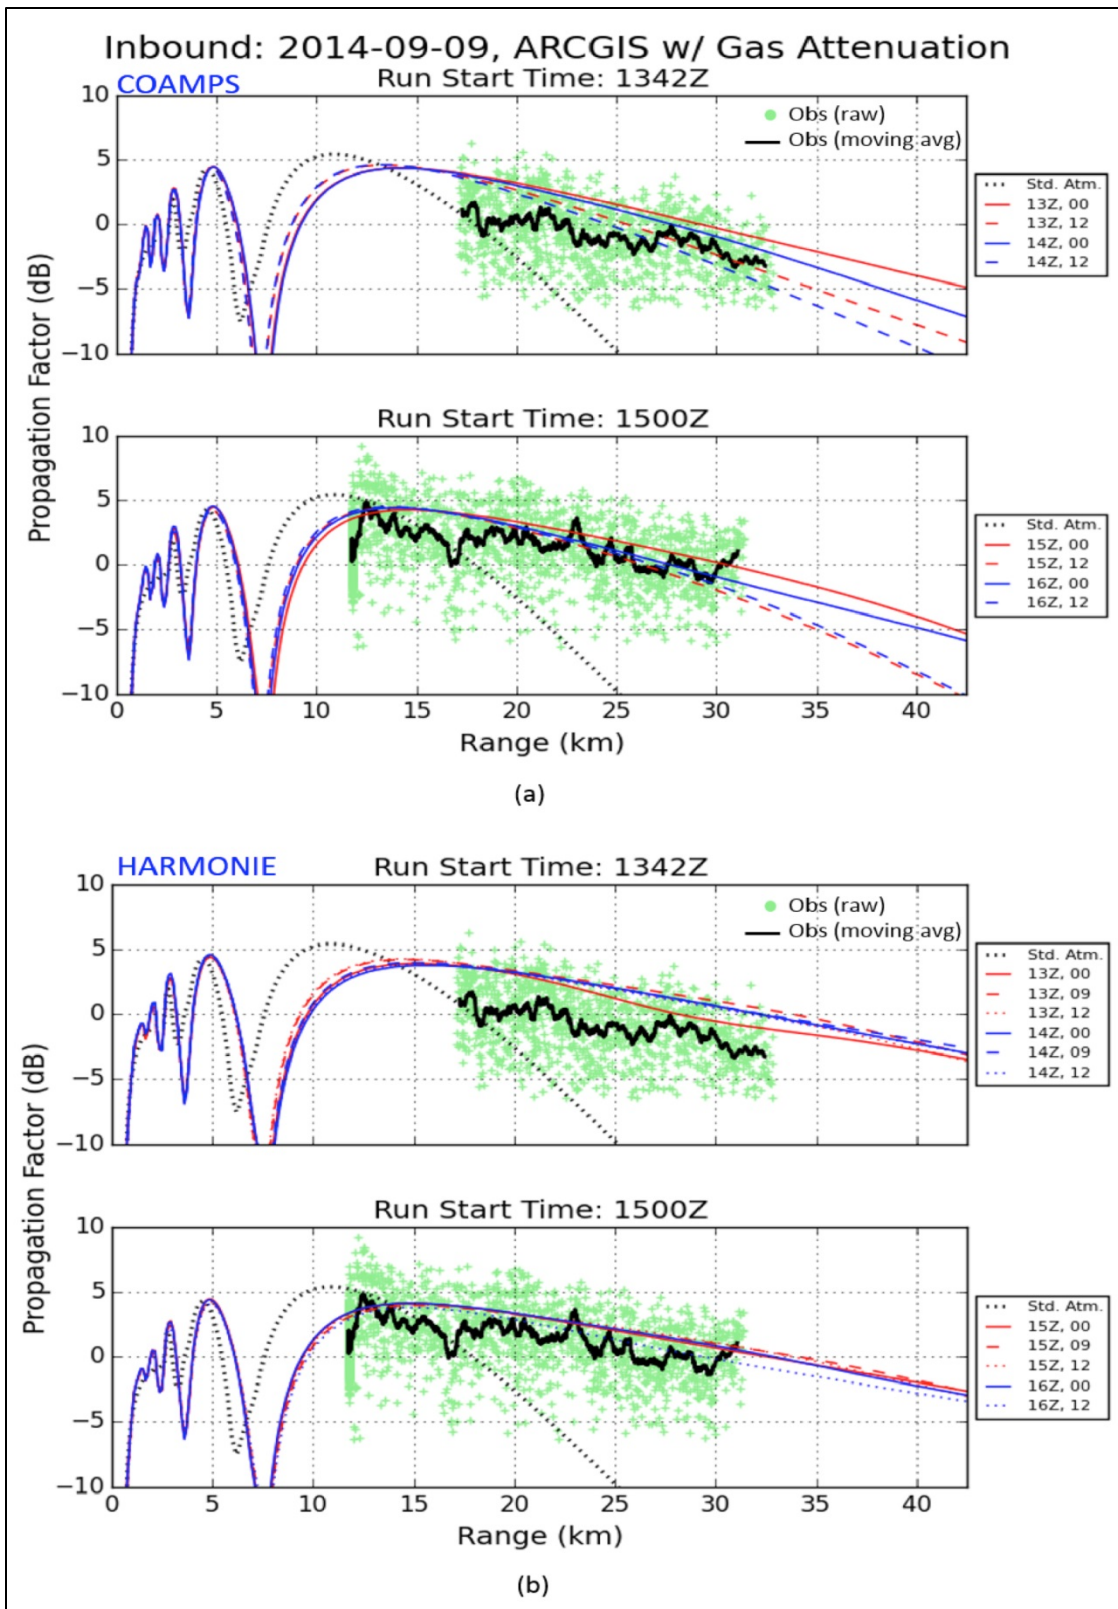 Inbound: 2014-09-09, ARCGIS w/ Gas Attenuation
COAMPS
Run Start Time: 1342Z
10
5
0
−5
−10
Obs (raw)
Obs (moving avg)
Std. Atm.
13Z, 00
13Z, 12
14Z, 00
14Z, 12
Propagation Factor (dB)
Run Start Time: 1500Z
10
5
0
−5
−10
0 5 10 15 20 25 30 35 40
Range (km)
Std. Atm.
15Z, 00
15Z, 12
16Z, 00
16Z, 12
(a)
HARMONIE
Run Start Time: 1342Z
10
5
0
−5
−10
Obs (raw)
Obs (moving avg)
Std. Atm.
13Z, 00
13Z, 09
13Z, 12
14Z, 00
14Z, 09
14Z, 12
Propagation Factor (dB)
Run Start Time: 1500Z
10
5
0
−5
−10
0 5 10 15 20 25 30 35 40
Range (km)
Std. Atm.
15Z, 00
15Z, 09
15Z, 12
16Z, 00
16Z, 12
(b)